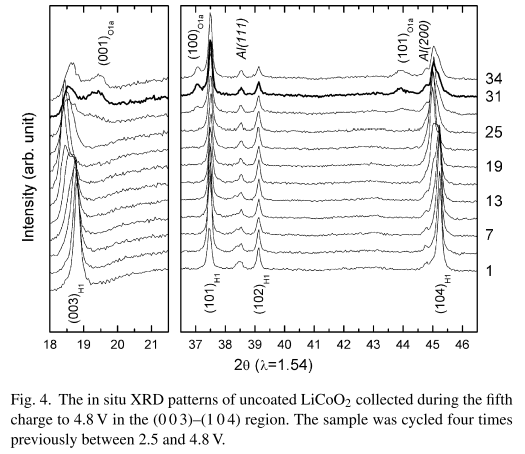 (001)O1a
(100)O1a
Al(111)
(101)O1a
Al(200)
34
31
25
19
13
7
1
Intensity (arb. unit)
(003)H1
(101)H1
(102)H1
(104)H1
18 19 20 21 37 38 39 40 41 42 43 44 45 46
2θ (λ=1.54)
Fig. 4. The in situ XRD patterns of uncoated LiCoO2 collected during the fifth
charge to 4.8 V in the (0 0 3)–(1 0 4) region. The sample was cycled four times
previously between 2.5 and 4.8 V.